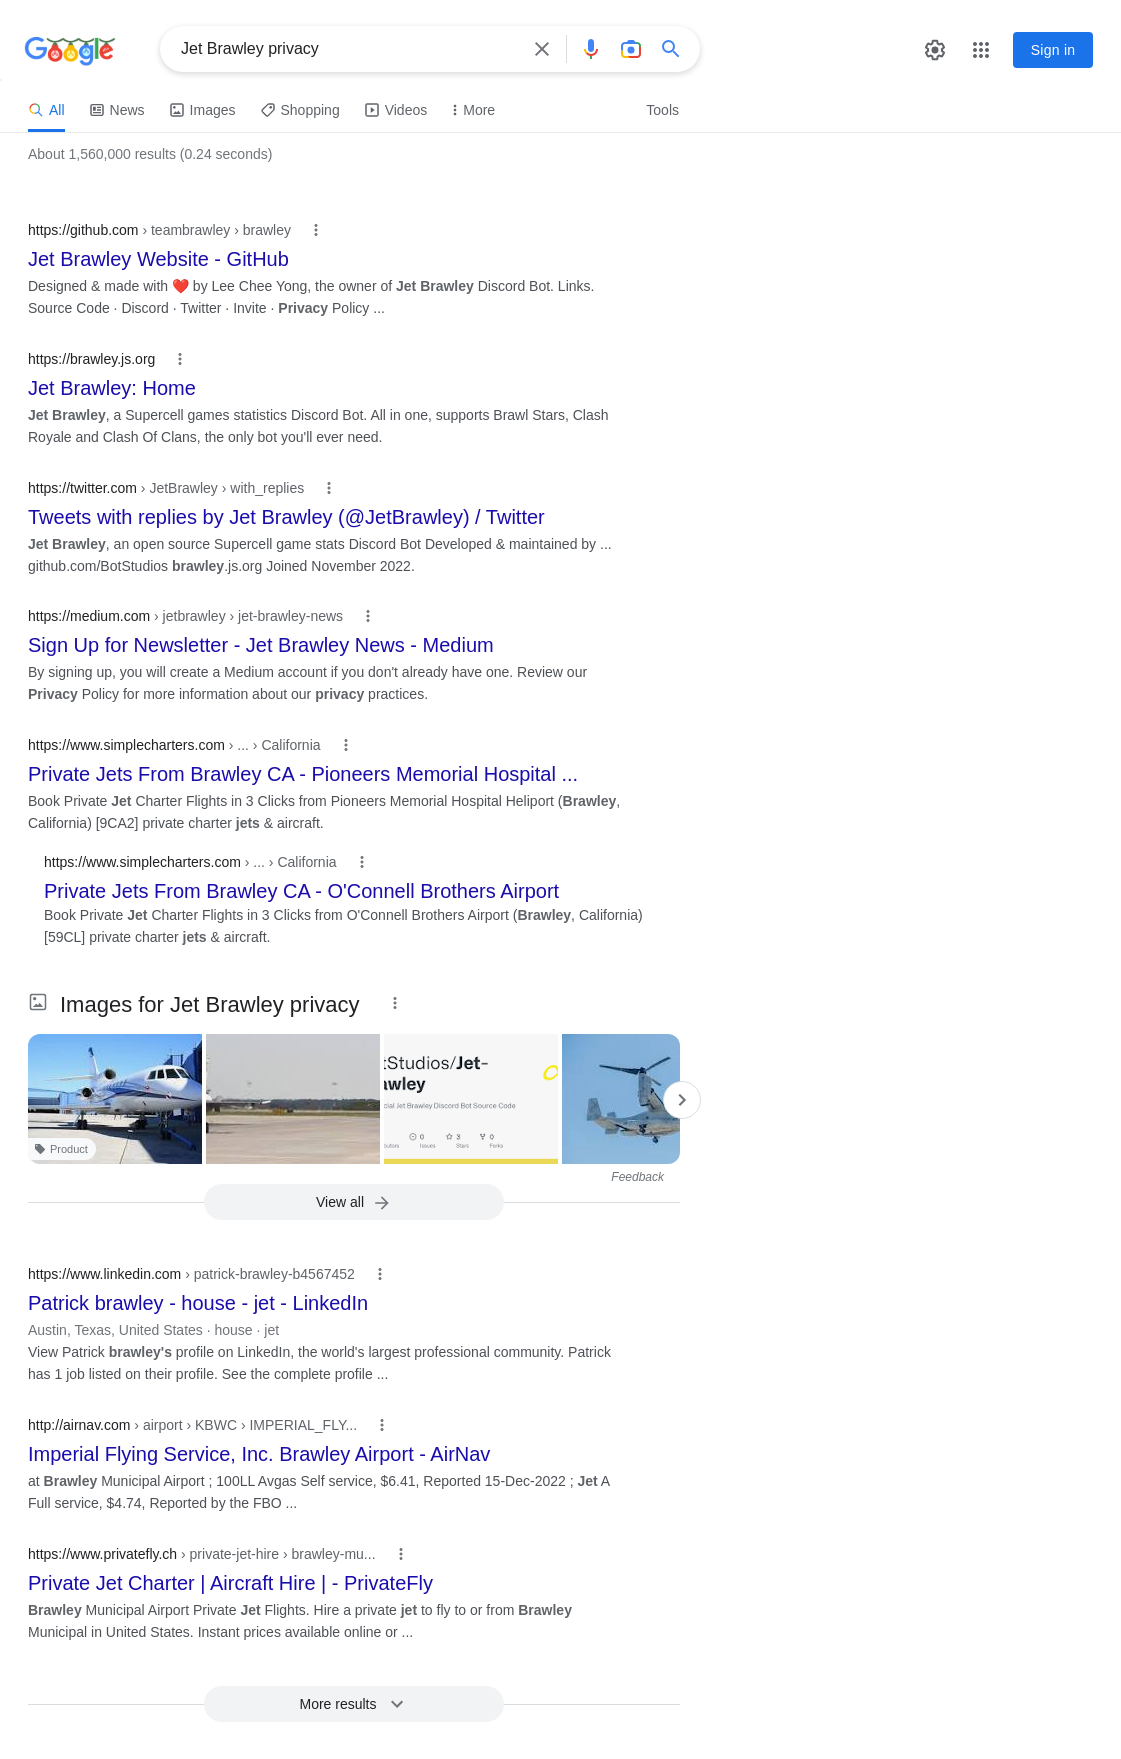 Google
Jet Brawley privacy
Sign in
All
News
Images
Shopping
Videos
More
Tools
About 1,560,000 results (0.24 seconds)
https://github.com › teambrawley › brawley
Jet Brawley Website - GitHub
Designed & made with ❤️ by Lee Chee Yong, the owner of Jet Brawley Discord Bot. Links.
Source Code · Discord · Twitter · Invite · Privacy Policy ...
https://brawley.js.org
Jet Brawley: Home
Jet Brawley, a Supercell games statistics Discord Bot. All in one, supports Brawl Stars, Clash
Royale and Clash Of Clans, the only bot you'll ever need.
https://twitter.com › JetBrawley › with_replies
Tweets with replies by Jet Brawley (@JetBrawley) / Twitter
Jet Brawley, an open source Supercell game stats Discord Bot Developed & maintained by ...
github.com/BotStudios brawley.js.org Joined November 2022.
https://medium.com › jetbrawley › jet-brawley-news
Sign Up for Newsletter - Jet Brawley News - Medium
By signing up, you will create a Medium account if you don't already have one. Review our
Privacy Policy for more information about our privacy practices.
https://www.simplecharters.com › ... › California
Private Jets From Brawley CA - Pioneers Memorial Hospital ...
Book Private Jet Charter Flights in 3 Clicks from Pioneers Memorial Hospital Heliport (Brawley,
California) [9CA2] private charter jets & aircraft.
https://www.simplecharters.com › ... › California
Private Jets From Brawley CA - O'Connell Brothers Airport
Book Private Jet Charter Flights in 3 Clicks from O'Connell Brothers Airport (Brawley, California)
[59CL] private charter jets & aircraft.
Images for Jet Brawley privacy
Product
tStudios/Jet-
awley
cial Jet Brawley Discord Bot Source Code
0
3
0
butors
Issues
Stars
Forks
Feedback
View all
https://www.linkedin.com › patrick-brawley-b4567452
Patrick brawley - house - jet - LinkedIn
Austin, Texas, United States · house · jet
View Patrick brawley's profile on LinkedIn, the world's largest professional community. Patrick
has 1 job listed on their profile. See the complete profile ...
http://airnav.com › airport › KBWC › IMPERIAL_FLY...
Imperial Flying Service, Inc. Brawley Airport - AirNav
at Brawley Municipal Airport ; 100LL Avgas Self service, $6.41, Reported 15-Dec-2022 ; Jet A
Full service, $4.74, Reported by the FBO ...
https://www.privatefly.ch › private-jet-hire › brawley-mu...
Private Jet Charter | Aircraft Hire | - PrivateFly
Brawley Municipal Airport Private Jet Flights. Hire a private jet to fly to or from Brawley
Municipal in United States. Instant prices available online or ...
More results